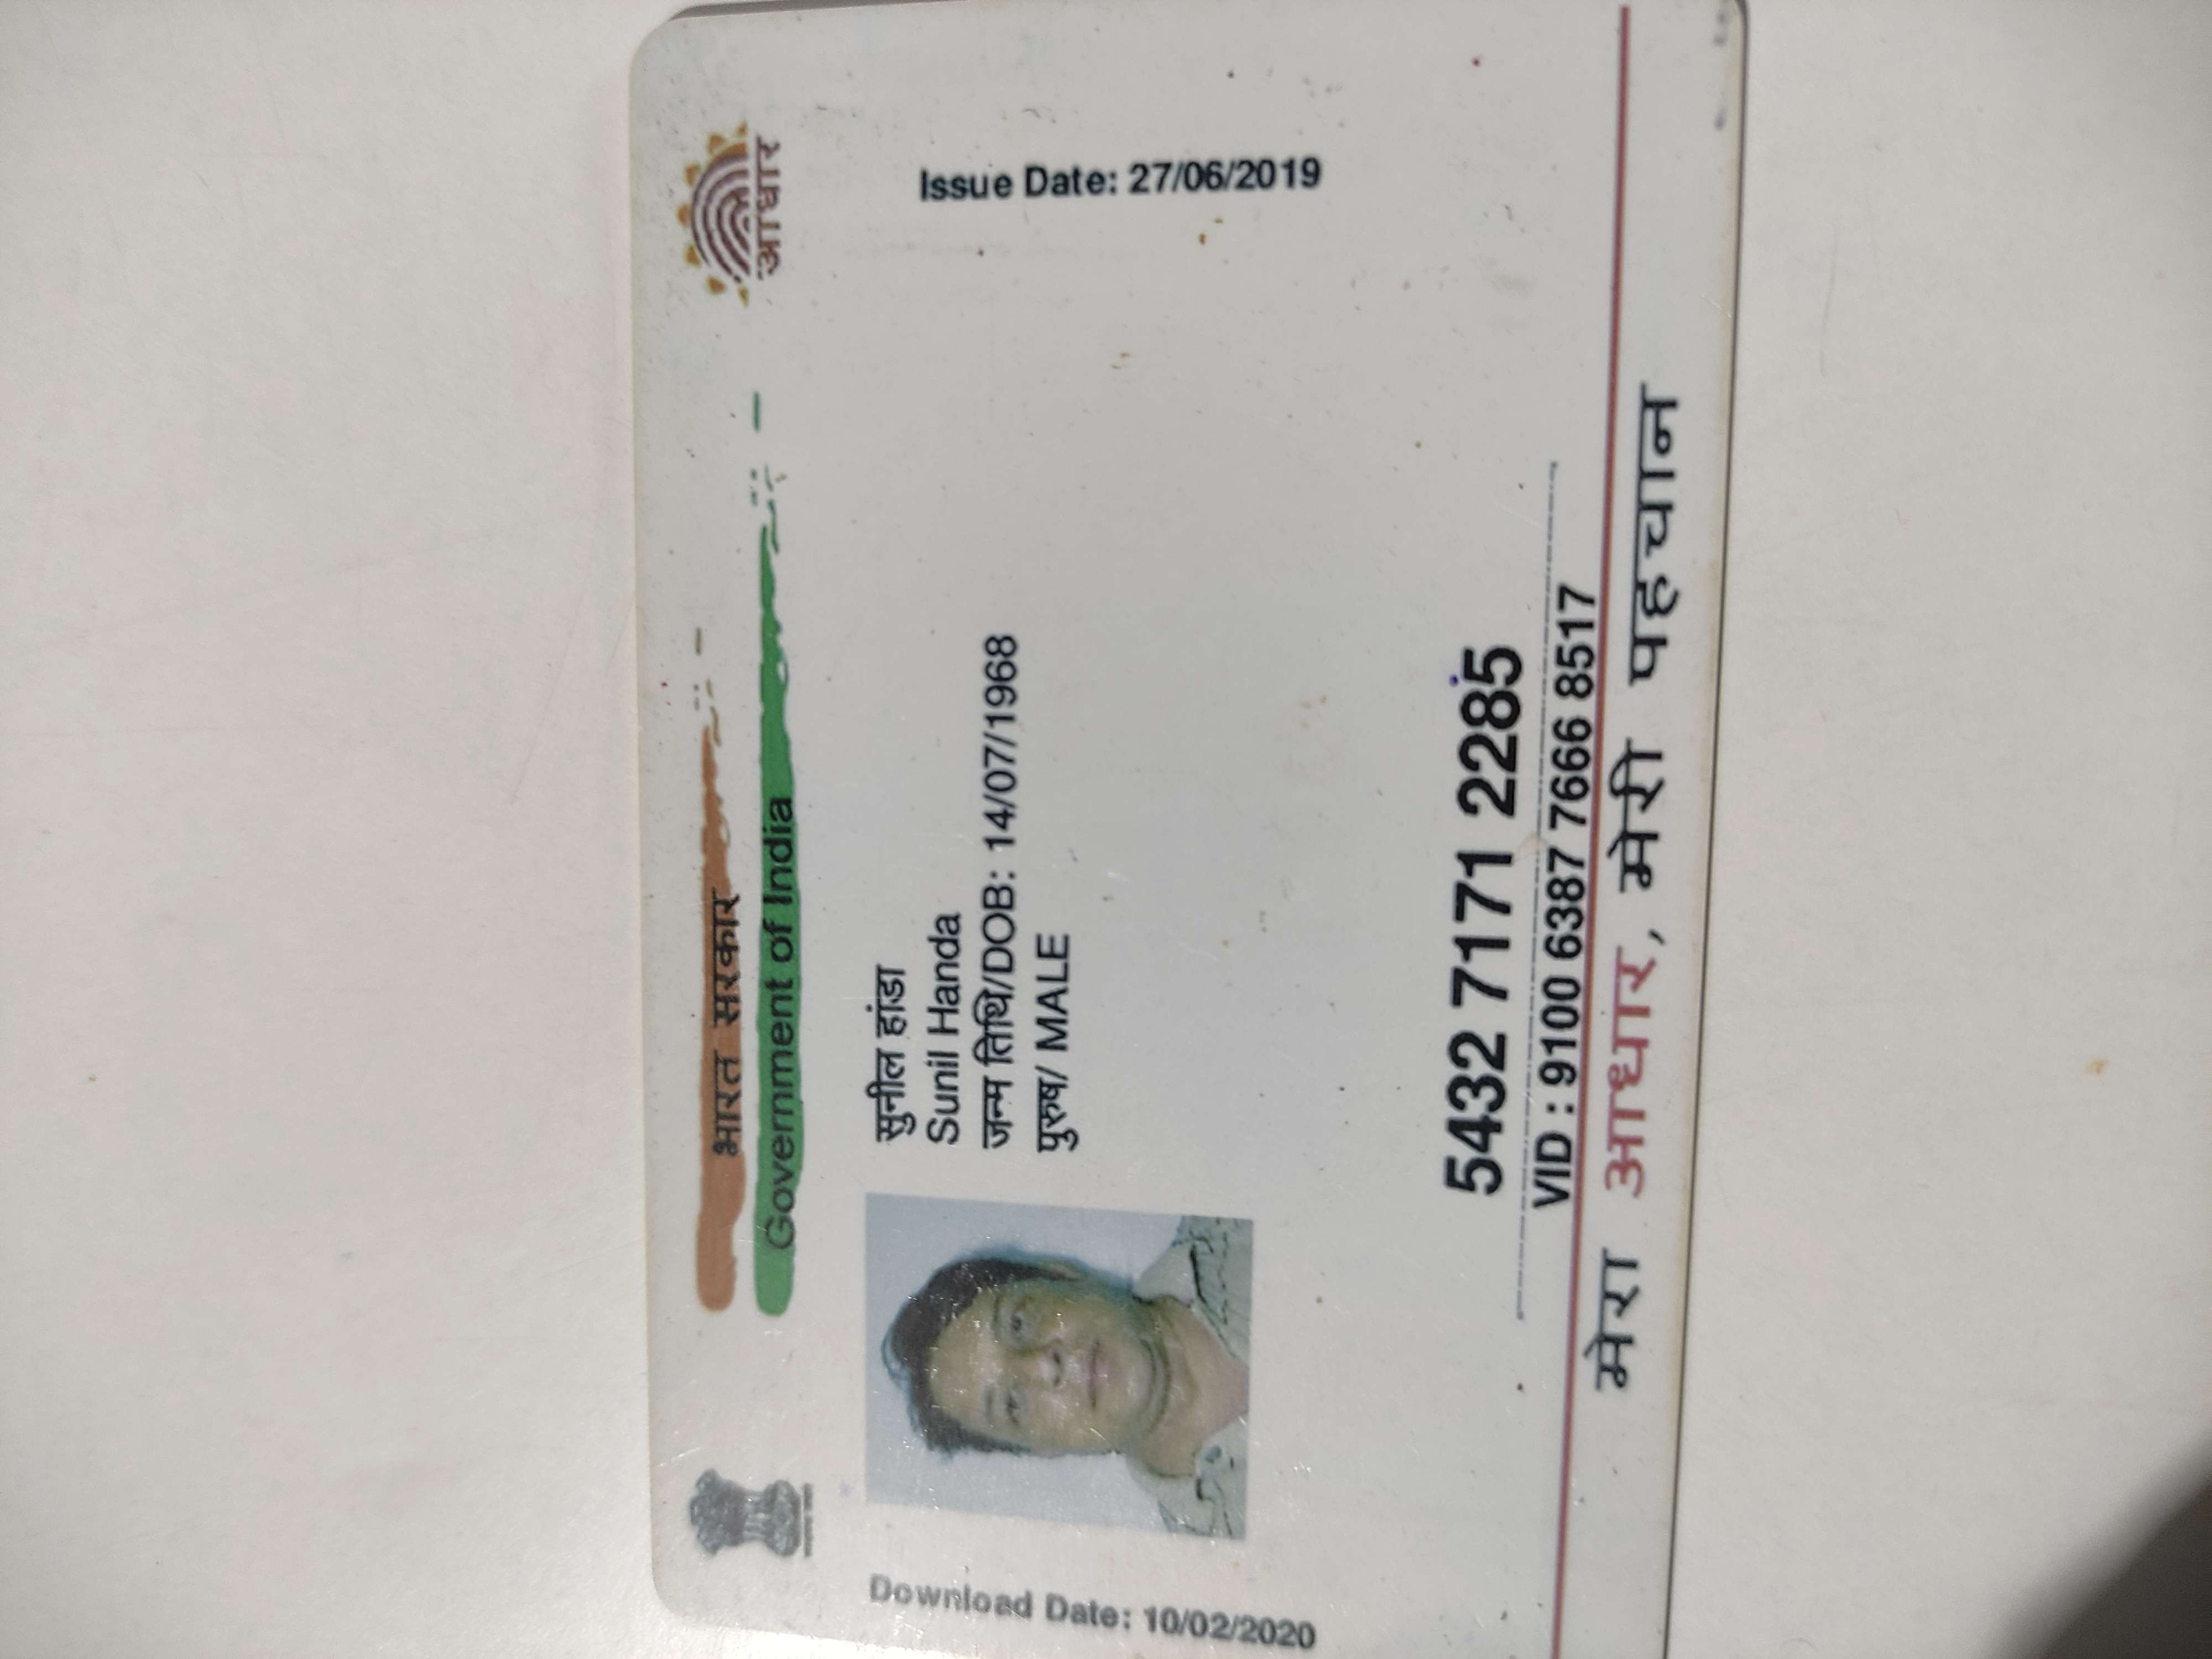 भारत सरकार
Government of India
आधार
सुनील हांडा
Sunil Handa
जन्म तिथि/DOB: 14/07/1968
पुरुष/ MALE
Download Date: 10/02/2020
Issue Date: 27/06/2019
5432 7171 2285
VID : 9100 6387 7666 8517
मेरा आधार, मेरी पहचान